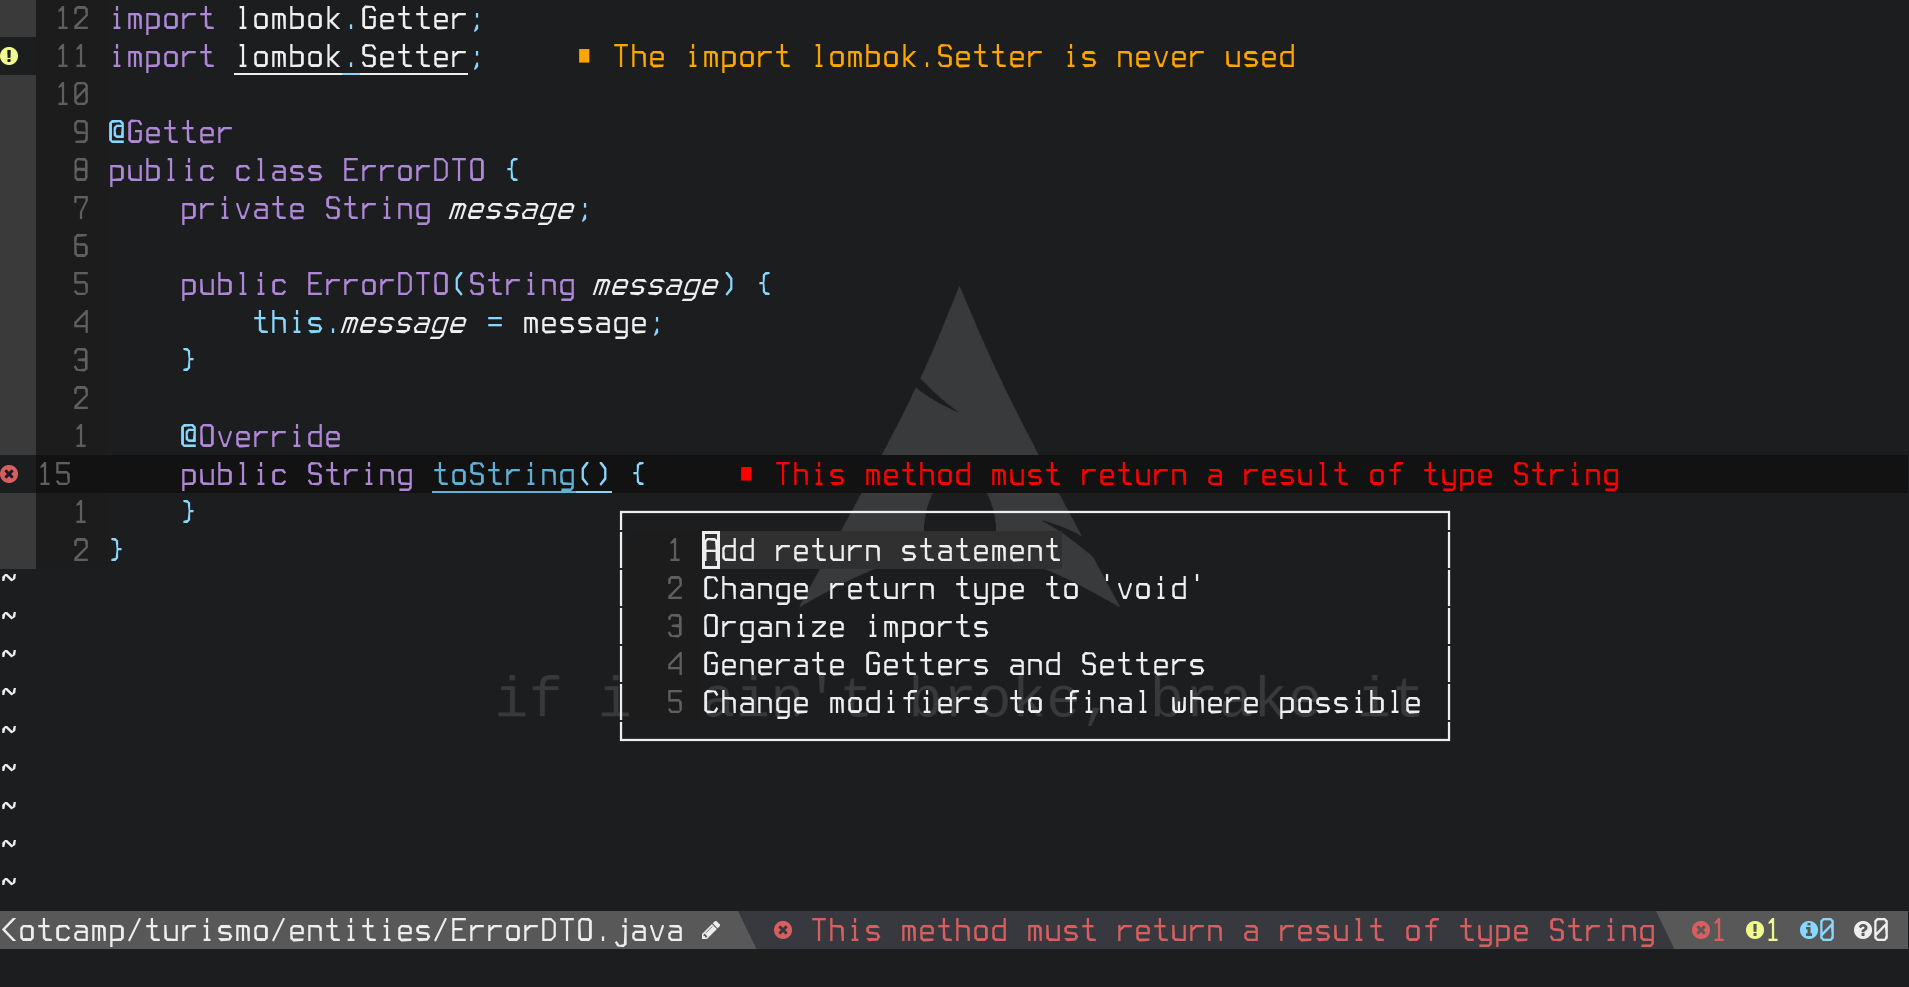 12 import lombok.Getter;
11 import lombok.Setter; ■ The import lombok.Setter is never used
10
9 @Getter
8 public class ErrorDTO {
7 private String message;
6
5 public ErrorDTO(String message) {
4 this.message = message;
3 }
2
1 @Override
15 public String toString() { ■ This method must return a result of type String
1 }
2 }
1 Add return statement
2 Change return type to 'void'
3 Organize imports
4 Generate Getters and Setters
5 Change modifiers to final where possible
if i ain't broke, brake it
~
~
~
~
~
~
~
~
~
<otcamp/turismo/entities/ErrorDTO.java This method must return a result of type String 1 1 0 0